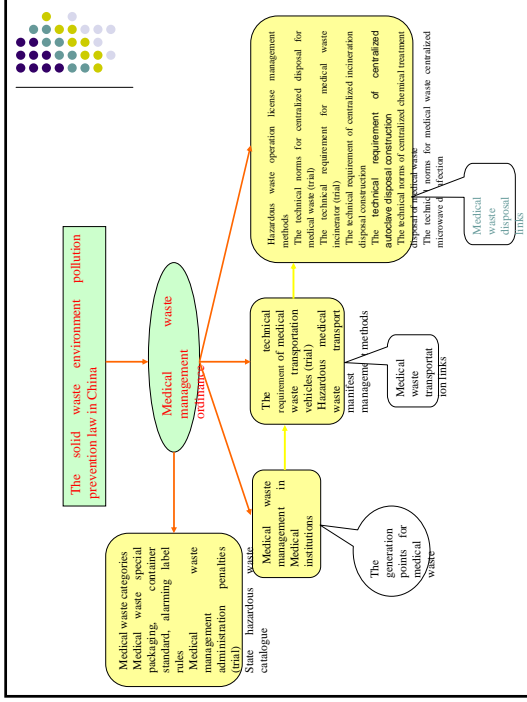 The solid waste environment pollution
prevention law in China
Medical waste
management
ordinance
Medical waste categories
Medical waste special
packaging, container
standard, alarming label
rules
Medical waste
management
administration penalties
(trial)
State hazardous waste
catalogue
Medical waste
management in
Medical
institutions
The
generation
points for
medical
waste
The technical
requirement of medical
waste transportation
vehicles (trial)
Hazardous medical
waste transport
manifest
management methods
Medical
waste
transportat
ion links
Hazardous waste operation license management
methods
The technical norms for centralized disposal for
medical waste (trial)
The technical requirement for medical waste
incinerator (trial)
The technical requirement of centralized incineration
disposal construction
The technical requirement of centralized
autoclave disposal construction
The technical norms of centralized chemical treatment
disposal of medical waste
The technical norms for medical waste centralized
microwave disinfection
Medical
waste
disposal
links